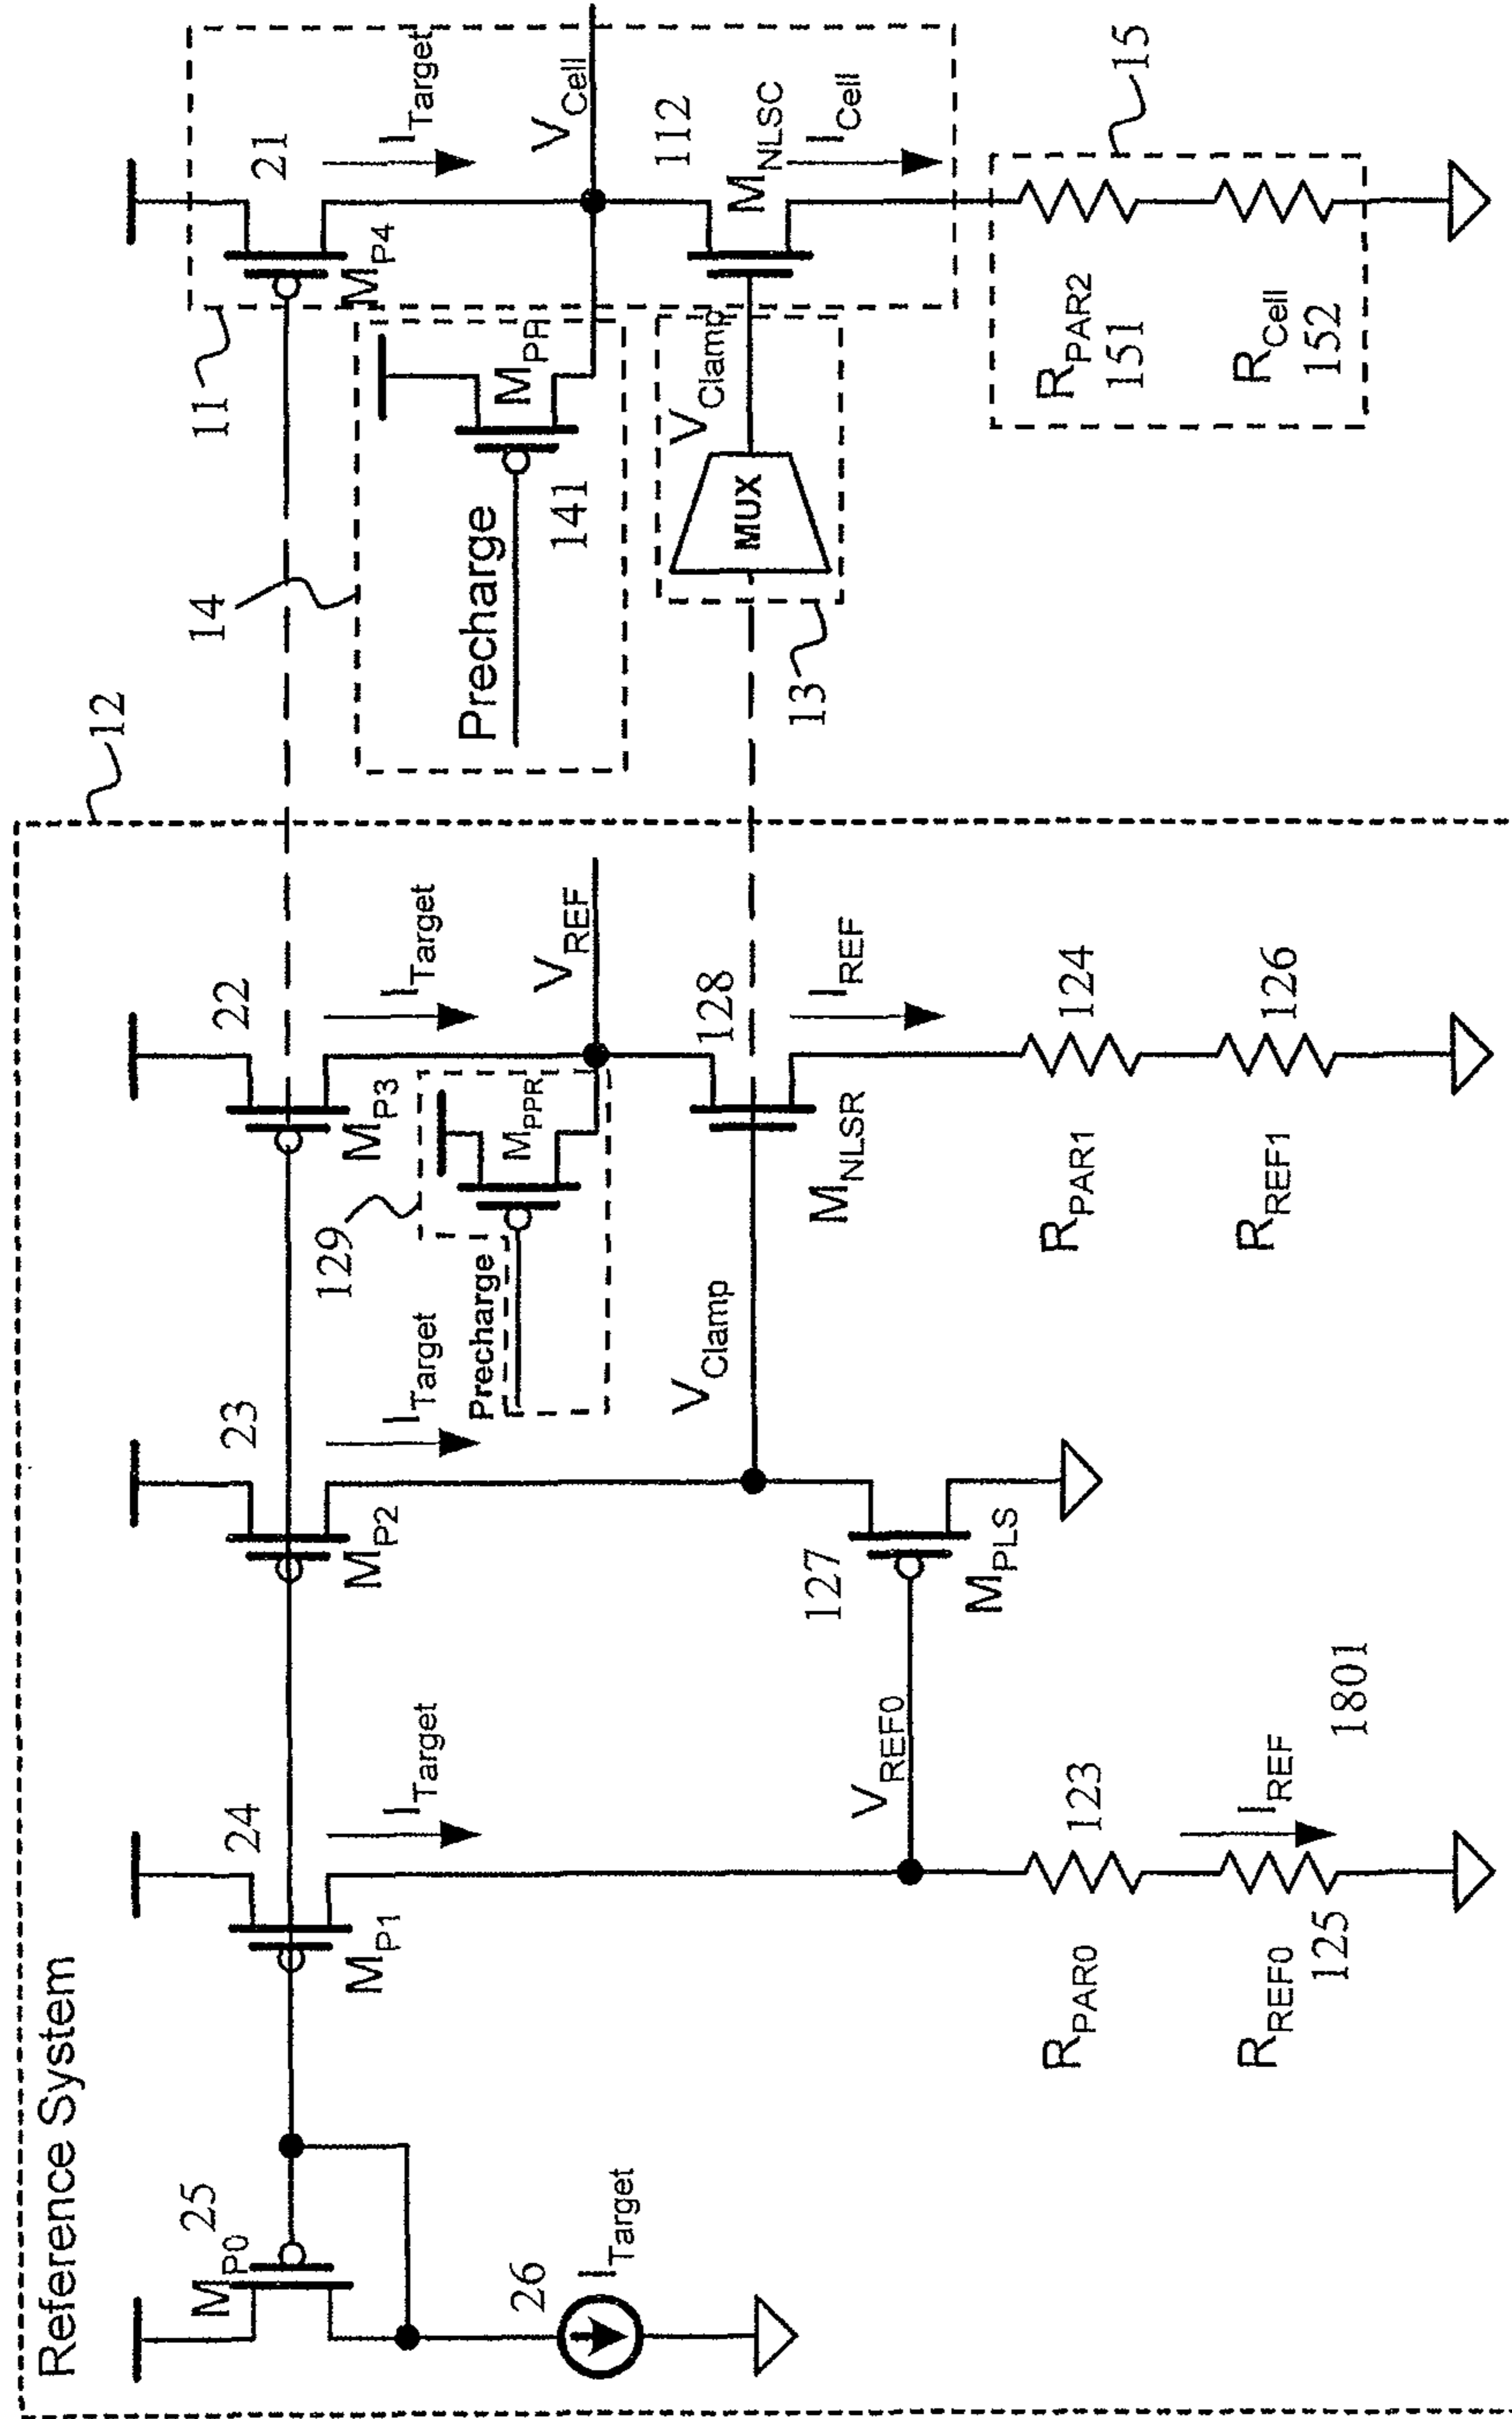 Reference System
12
M_P0
25
26
I_Target
24
M_P1
I_Target
V_REF0
R_PAR0
123
R_REF0
125
I_REF
1801
23
M_P2
I_Target
V_Clamp
127
M_PLS
22
M_P3
I_Target
129
Precharge
M_PPR
V_REF
128
M_NLSR
I_REF
R_PAR1
124
R_REF1
126
14
Precharge
141
M_PR
11
21
M_P4
I_Target
V_Cell
13
MUX
V_Clamp
112
M_NLSC
I_Cell
15
R_PAR2
151
R_Cell
152